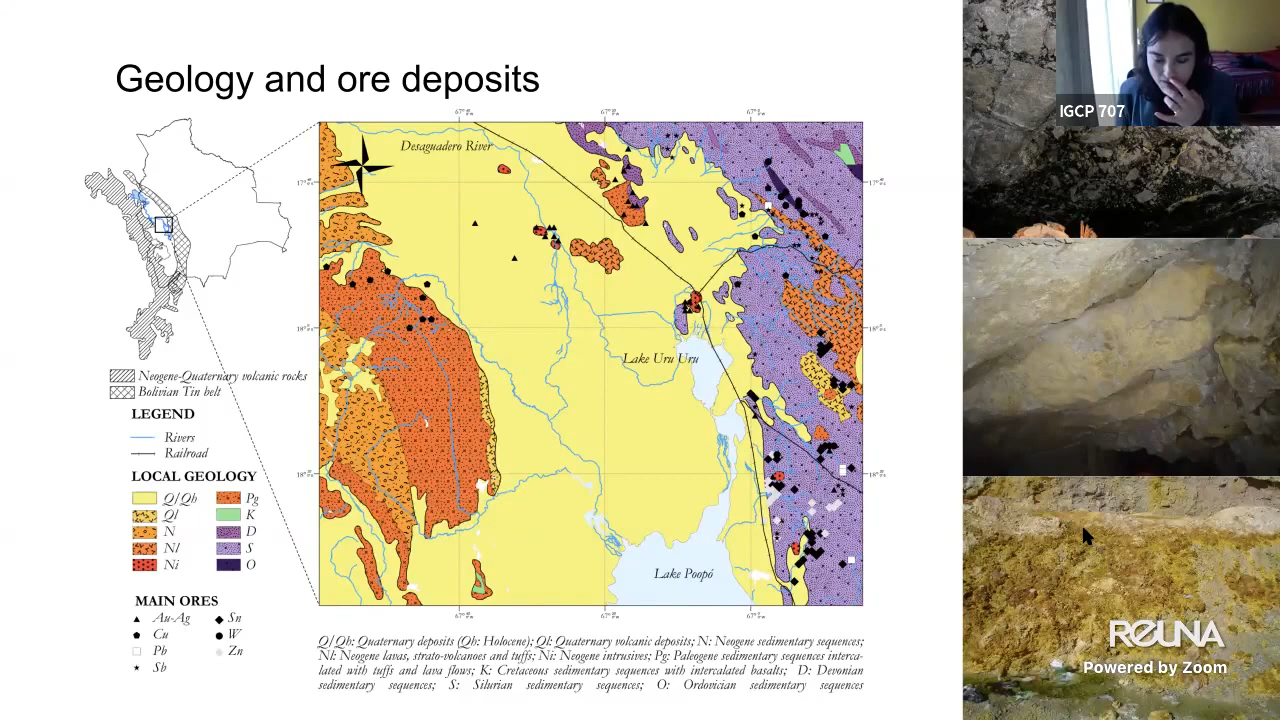 Geology and ore deposits
IGCP 707
Desaguadero River
Lake Uru Uru
Lake Poopó
Neogene-Quaternary volcanic rocks
Bolivian Tin belt
LEGEND
Rivers
Railroad
LOCAL GEOLOGY
Q/Qh Pg
Ql K
N D
Nl S
Ni O
MAIN ORES
Au-Ag Sn
Cu W
Pb Zn
Sb
Q/Qh: Quaternary deposits (Qh: Holocene); Ql: Quaternary volcanic deposits; N: Neogene sedimentary sequences;
Nl: Neogene lavas, strato-volcanoes and tuffs; Ni: Neogene intrusives; Pg: Paleogene sedimentary sequences interca-
lated with tuffs and lava flows; K: Cretaceous sedimentary sequences with intercalated basalts; D: Devonian
sedimentary sequences; S: Silurian sedimentary sequences; O: Ordovician sedimentary sequences
REUNA
Powered by Zoom